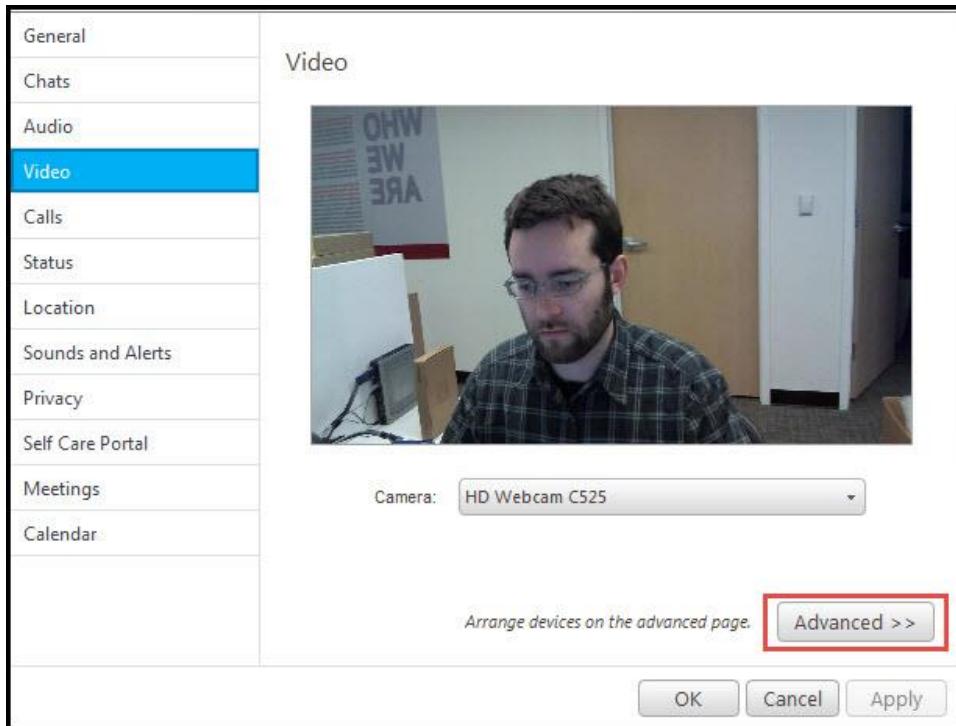 General
Chats
Audio
Video
Calls
Status
Location
Sounds and Alerts
Privacy
Self Care Portal
Meetings
Calendar
Video
WHO
WE
ARE
Camera:
HD Webcam C525
Arrange devices on the advanced page.
Advanced >>
OK
Cancel
Apply